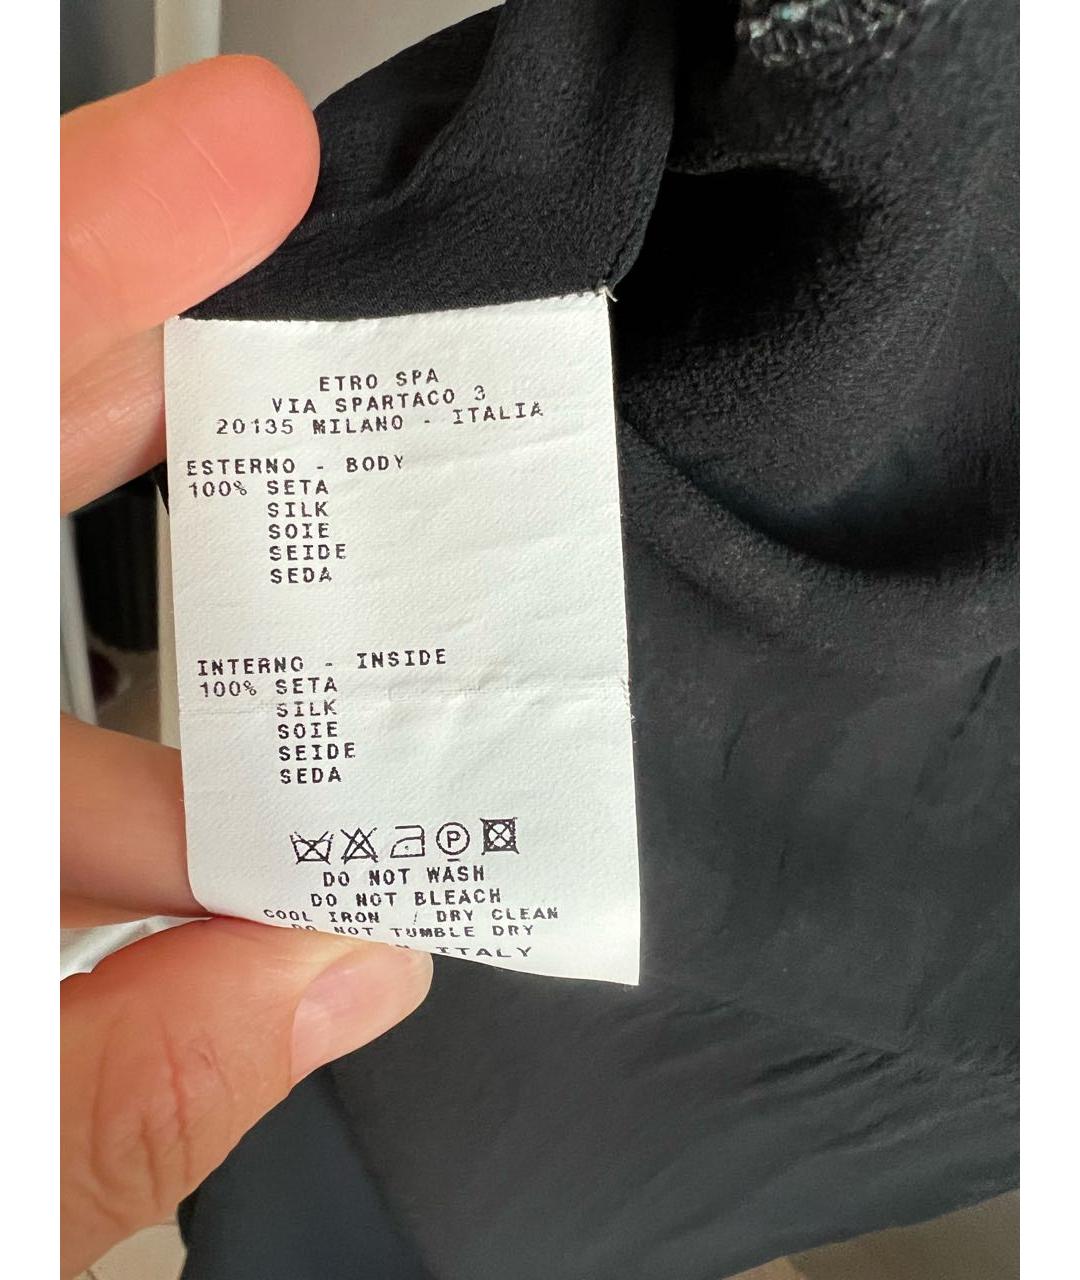 ETRO SPA
VIA SPARTACO 3
20135 MILANO - ITALIA
ESTERNO - BODY
100% SETA
SILK
SOIE
SEIDE
SEDA
INTERNO - INSIDE
100% SETA
SILK
SOIE
SEIDE
SEDA
P
DO NOT WASH
DO NOT BLEACH
COOL IRON / DRY CLEAN
DO NOT TUMBLE DRY
ITALY